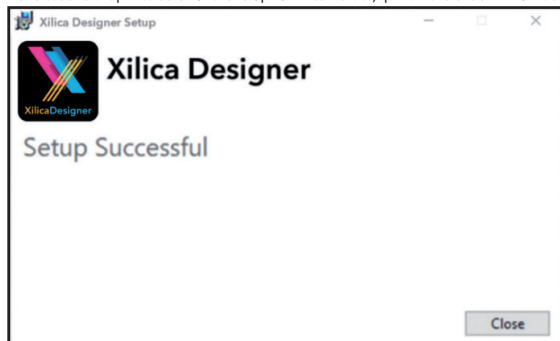 Xilica Designer Setup
Xilica Designer
XilicaDesigner
Setup Successful
Close